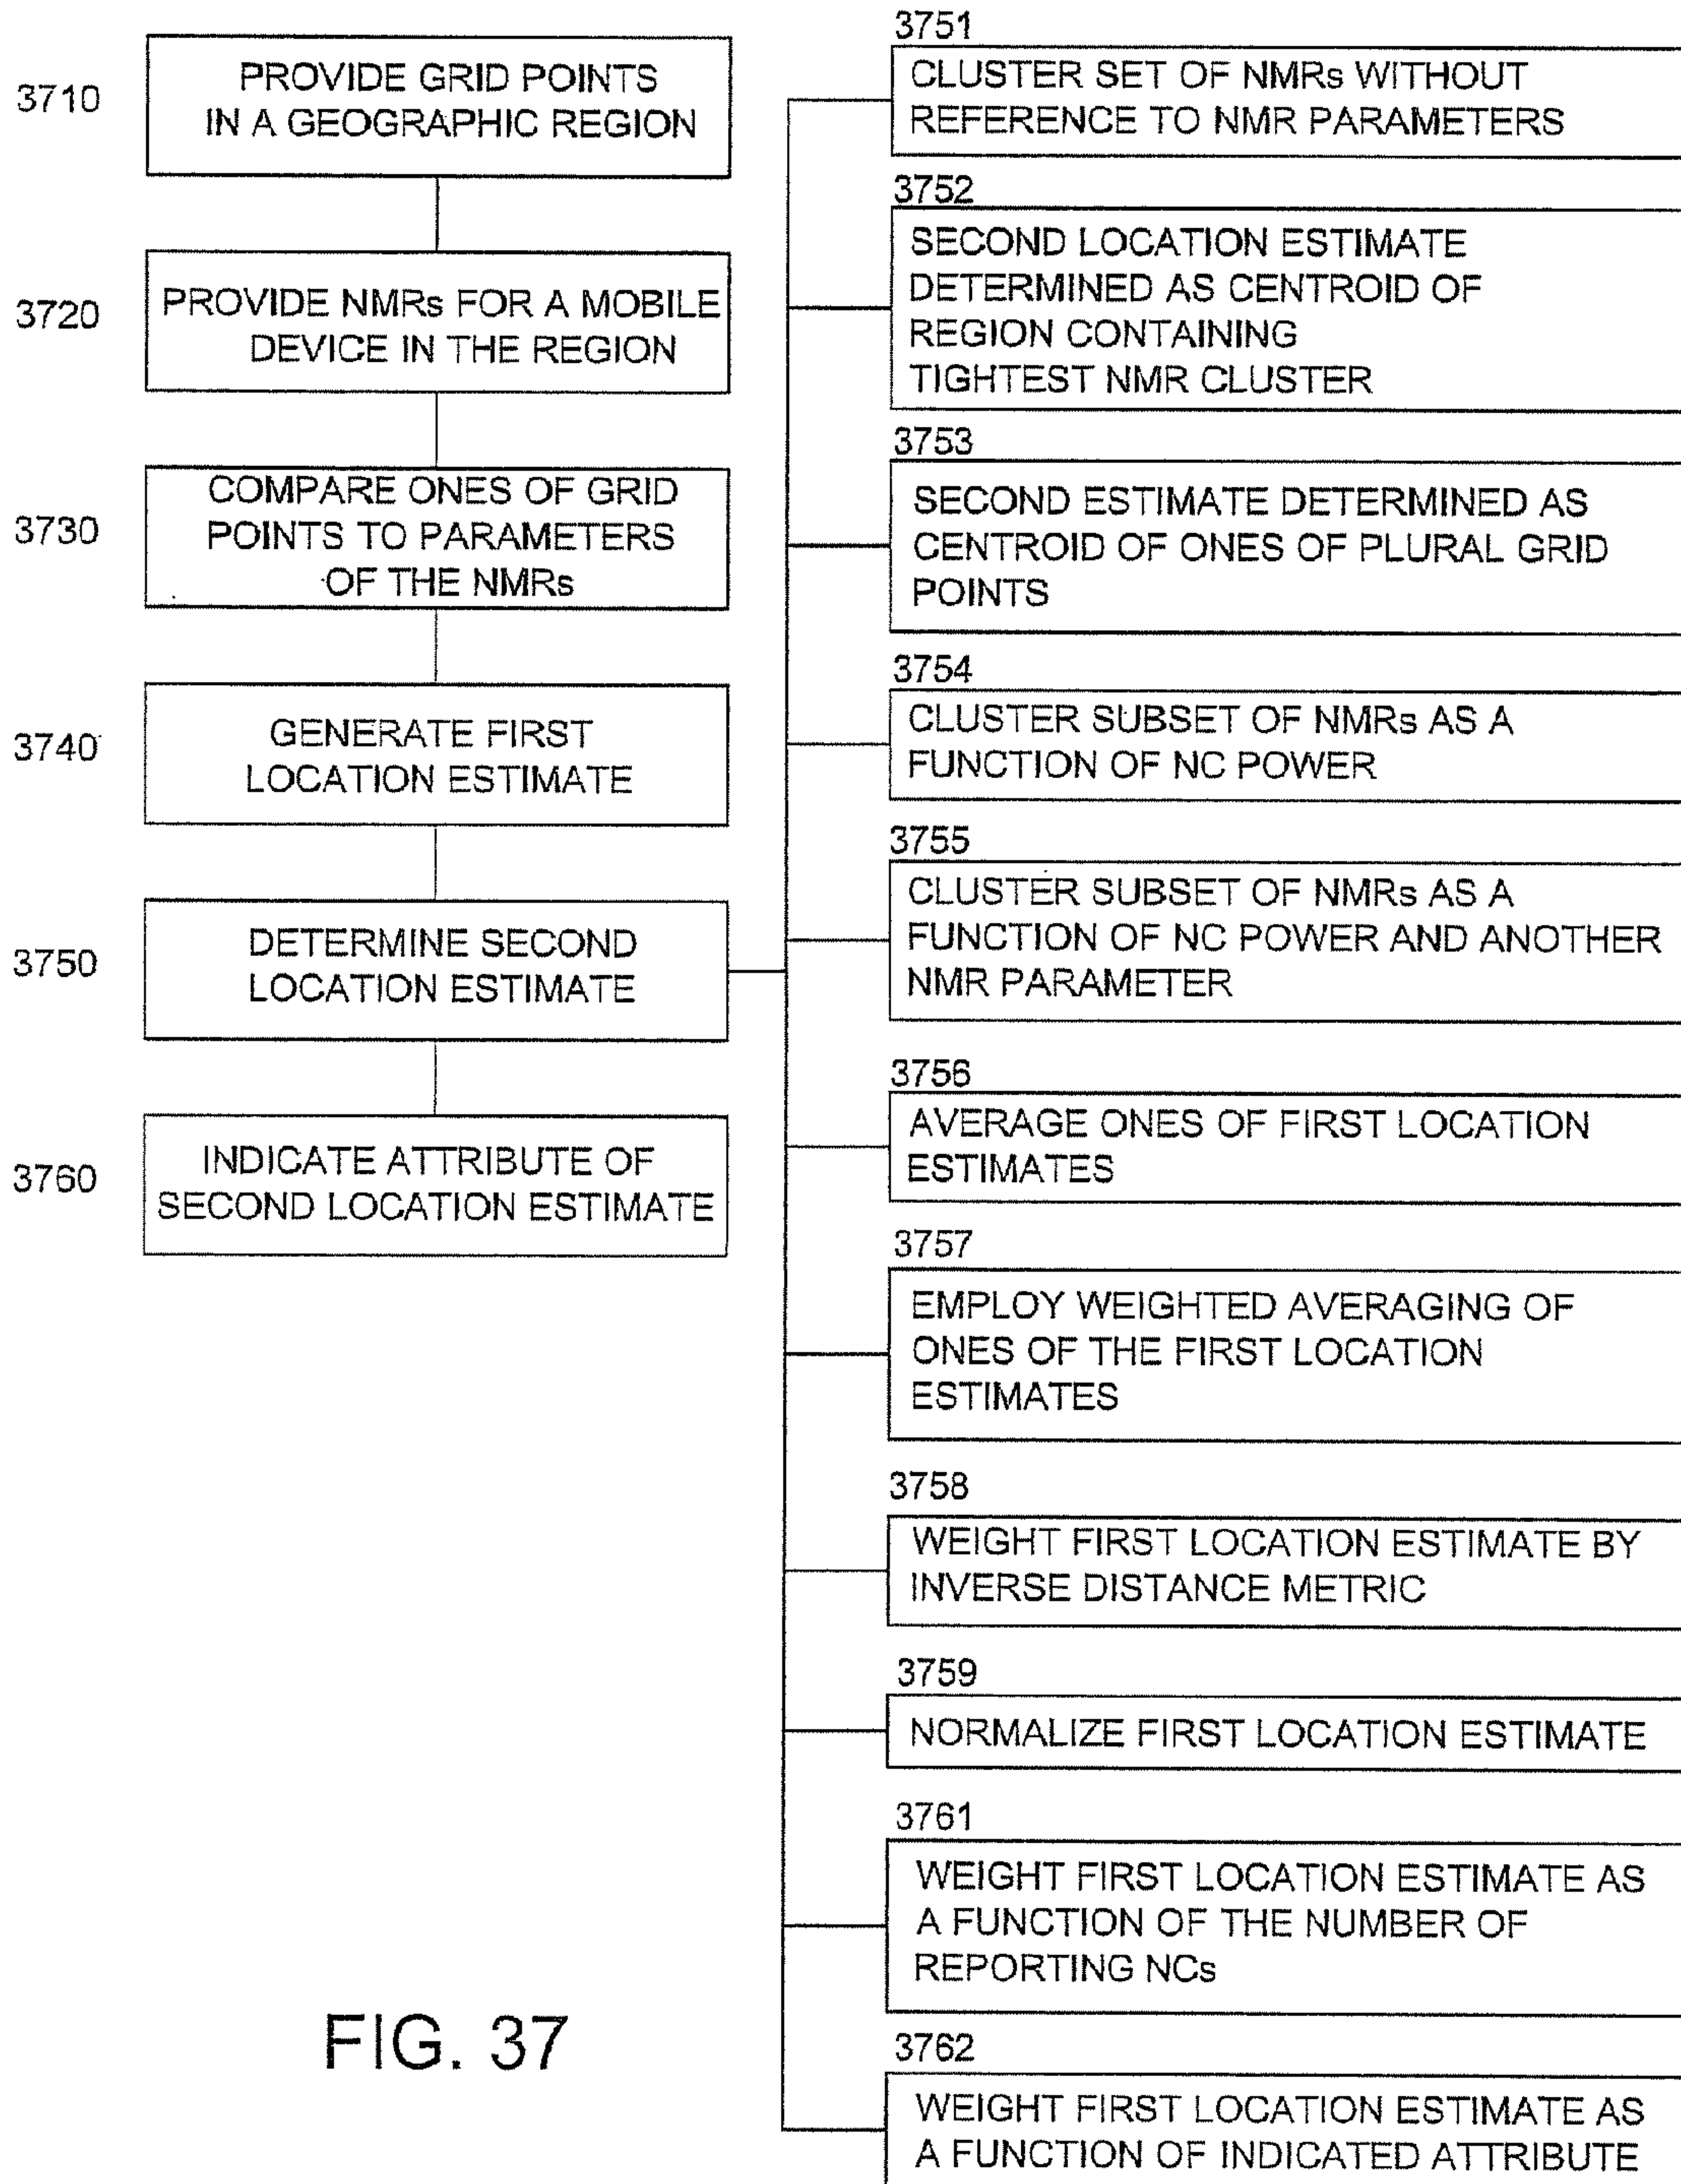 3710
PROVIDE GRID POINTS
IN A GEOGRAPHIC REGION
3720
PROVIDE NMRs FOR A MOBILE
DEVICE IN THE REGION
3730
COMPARE ONES OF GRID
POINTS TO PARAMETERS
OF THE NMRs
3740
GENERATE FIRST
LOCATION ESTIMATE
3750
DETERMINE SECOND
LOCATION ESTIMATE
3760
INDICATE ATTRIBUTE OF
SECOND LOCATION ESTIMATE
3751
CLUSTER SET OF NMRs WITHOUT
REFERENCE TO NMR PARAMETERS
3752
SECOND LOCATION ESTIMATE
DETERMINED AS CENTROID OF
REGION CONTAINING
TIGHTEST NMR CLUSTER
3753
SECOND ESTIMATE DETERMINED AS
CENTROID OF ONES OF PLURAL GRID
POINTS
3754
CLUSTER SUBSET OF NMRs AS A
FUNCTION OF NC POWER
3755
CLUSTER SUBSET OF NMRs AS A
FUNCTION OF NC POWER AND ANOTHER
NMR PARAMETER
3756
AVERAGE ONES OF FIRST LOCATION
ESTIMATES
3757
EMPLOY WEIGHTED AVERAGING OF
ONES OF THE FIRST LOCATION
ESTIMATES
3758
WEIGHT FIRST LOCATION ESTIMATE BY
INVERSE DISTANCE METRIC
3759
NORMALIZE FIRST LOCATION ESTIMATE
3761
WEIGHT FIRST LOCATION ESTIMATE AS
A FUNCTION OF THE NUMBER OF
REPORTING NCs
3762
WEIGHT FIRST LOCATION ESTIMATE AS
A FUNCTION OF INDICATED ATTRIBUTE
FIG. 37